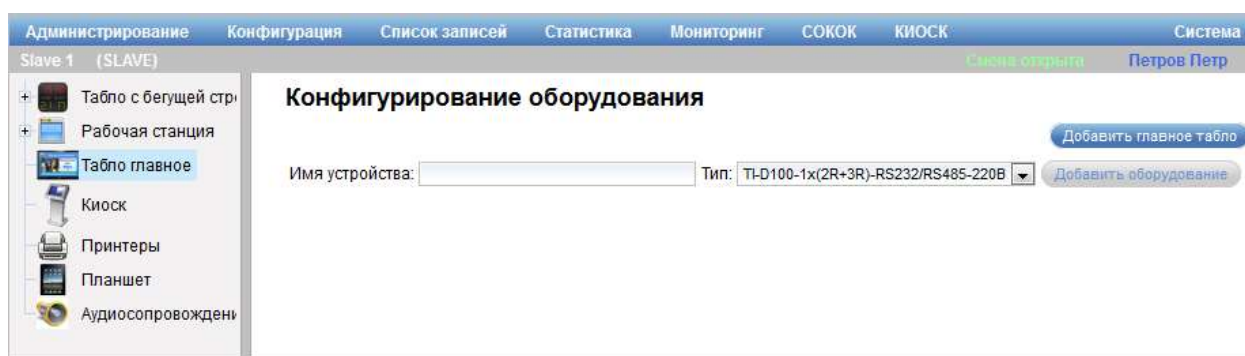 Администрирование Конфигурация Список записей Статистика Мониторинг СОКОК КИОСК Система
Slave 1 (SLAVE) Смена открыта Петров Петр
Табло с бегущей стр
Конфигурирование оборудования
Рабочая станция
Добавить главное табло
Табло главное
Имя устройства: Тип: TI-D100-1x(2R+3R)-RS232/RS485-220В Добавить оборудование
Киоск
Принтеры
Планшет
Аудиосопровожден